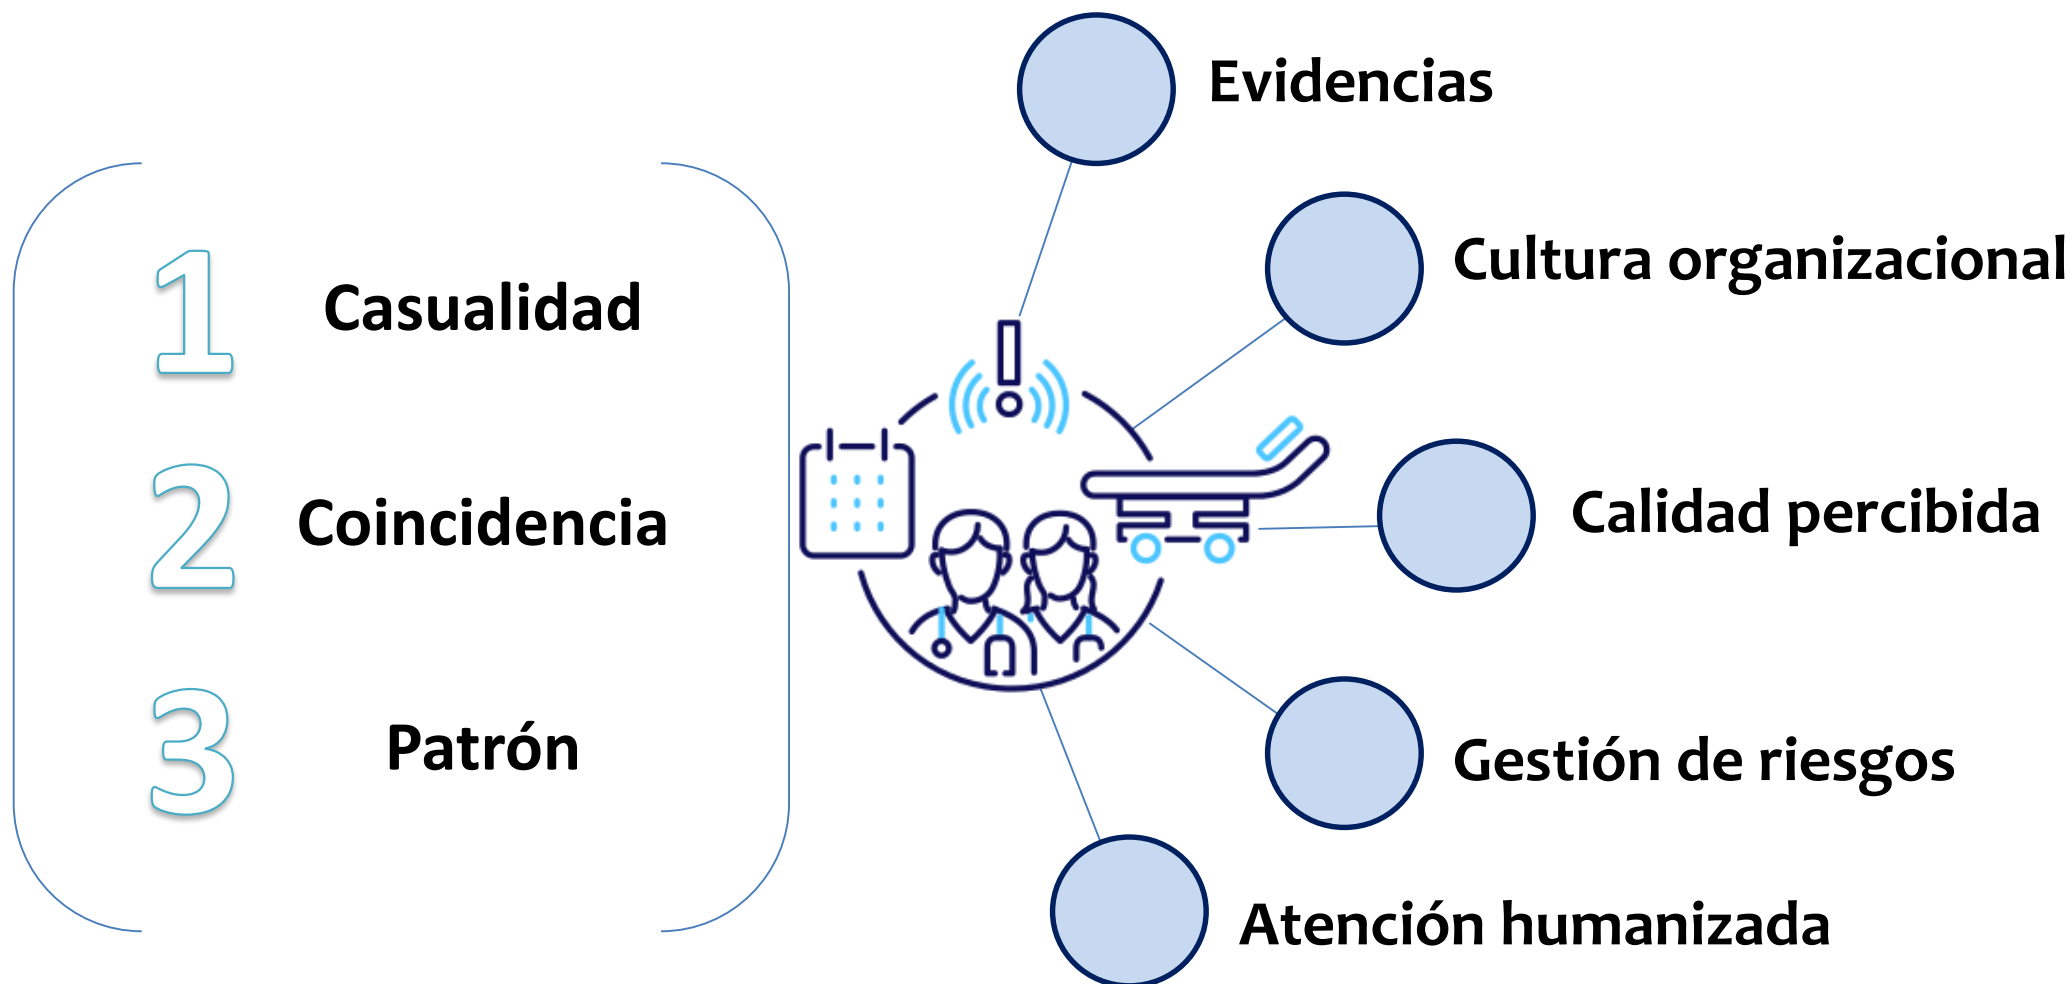 1 Casualidad
2 Coincidencia
3 Patrón
Evidencias
Cultura organizacional
Calidad percibida
Gestión de riesgos
Atención humanizada